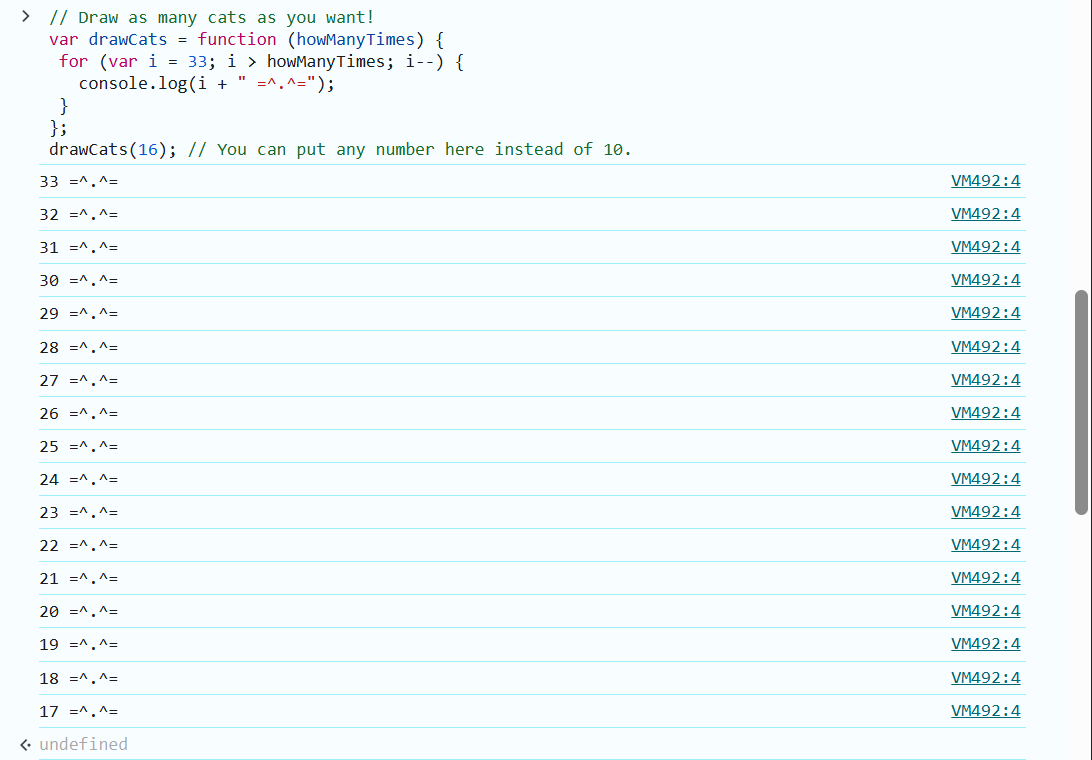 // Draw as many cats as you want!
var drawCats = function (howManyTimes) {
for (var i = 33; i > howManyTimes; i--) {
console.log(i + " =^.^=");
}
};
drawCats(16); // You can put any number here instead of 10.
33 =^.^= VM492:4
32 =^.^= VM492:4
31 =^.^= VM492:4
30 =^.^= VM492:4
29 =^.^= VM492:4
28 =^.^= VM492:4
27 =^.^= VM492:4
26 =^.^= VM492:4
25 =^.^= VM492:4
24 =^.^= VM492:4
23 =^.^= VM492:4
22 =^.^= VM492:4
21 =^.^= VM492:4
20 =^.^= VM492:4
19 =^.^= VM492:4
18 =^.^= VM492:4
17 =^.^= VM492:4
undefined